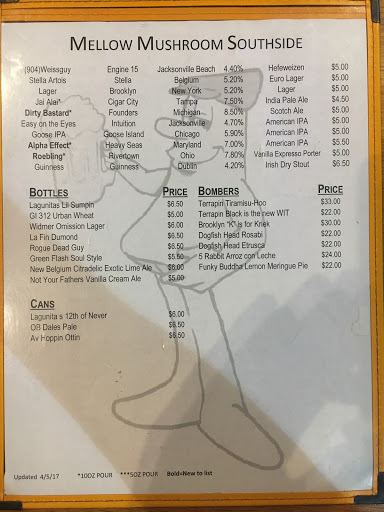 MELLOW MUSHROOM SOUTHSIDE
(904)Weissguy Engine 15 Jacksonville Beach 4.40% Hefeweizen $5.00
Stella Artois Stella Belgium 5.20% Euro Lager $5.00
Lager Brooklyn New York 5.20% Lager $5.00
Jai Alai* Cigar City Tampa 7.50% India Pale Ale $4.50
Dirty Bastard* Founders Michigan 8.50% Scotch Ale $5.00
Easy on the Eyes Intuition Jacksonville 4.70% American IPA $5.00
Goose IPA Goose Island Chicago 5.90% American IPA $5.00
Alpha Effect* Heavy Seas Maryland 7.00% American IPA $5.50
Roebling* Rivertown Ohio 7.80% Vanilla Expresso Porter $5.00
Guinness Guinness Dublin 4.20% Irish Dry Stout $6.50
BOTTLES PRICE BOMBERS PRICE
Lagunitas Lil Sumpin $6.50 Terrapin Tiramisu-Hoo $33.00
GI 312 Urban Wheat $5.00 Terrapin Black is the new WIT $22.00
Widmer Omission Lager $6.00 Brooklyn "K" is for Kriek $30.00
La Fin Dumond $6.50 Dogfish Head Rosabi $22.00
Rogue Dead Guy $6.50 Dogfish Head Etrusca $22.00
Green Flash Soul Style $5.50 5 Rabbit Arroz con Leche $24.00
New Belgium Citradelic Exotic Lime Ale $5.00 Funky Buddha Lemon Meringue Pie $22.00
Not Your Fathers Vanilla Cream Ale $5.00
CANS
Lagunita s 12th of Never $6.00
OB Dales Pale $6.50
Av Hoppin Ottin $6.50
Updated 4/5/17 *10OZ POUR ***5OZ POUR Bold=New to list